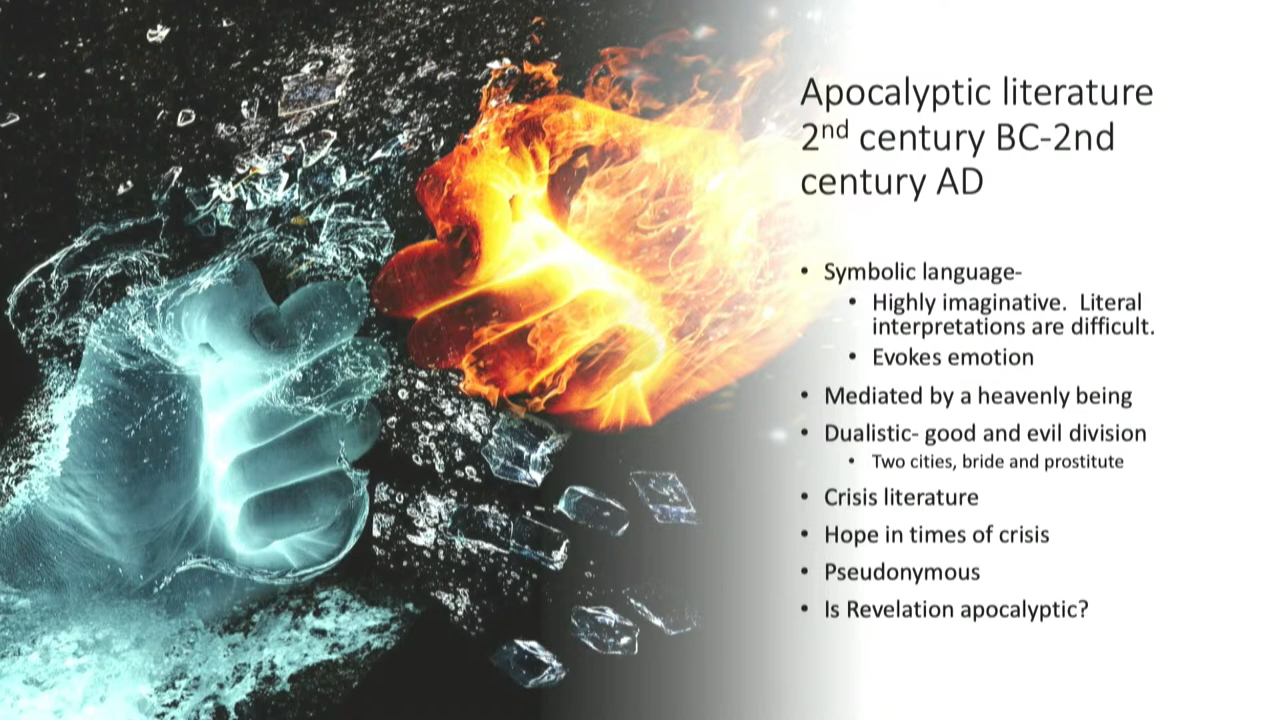 Apocalyptic literature
2nd century BC-2nd
century AD
• Symbolic language-
• Highly imaginative.  Literal
interpretations are difficult.
• Evokes emotion
• Mediated by a heavenly being
• Dualistic- good and evil division
• Two cities, bride and prostitute
• Crisis literature
• Hope in times of crisis
• Pseudonymous
• Is Revelation apocalyptic?